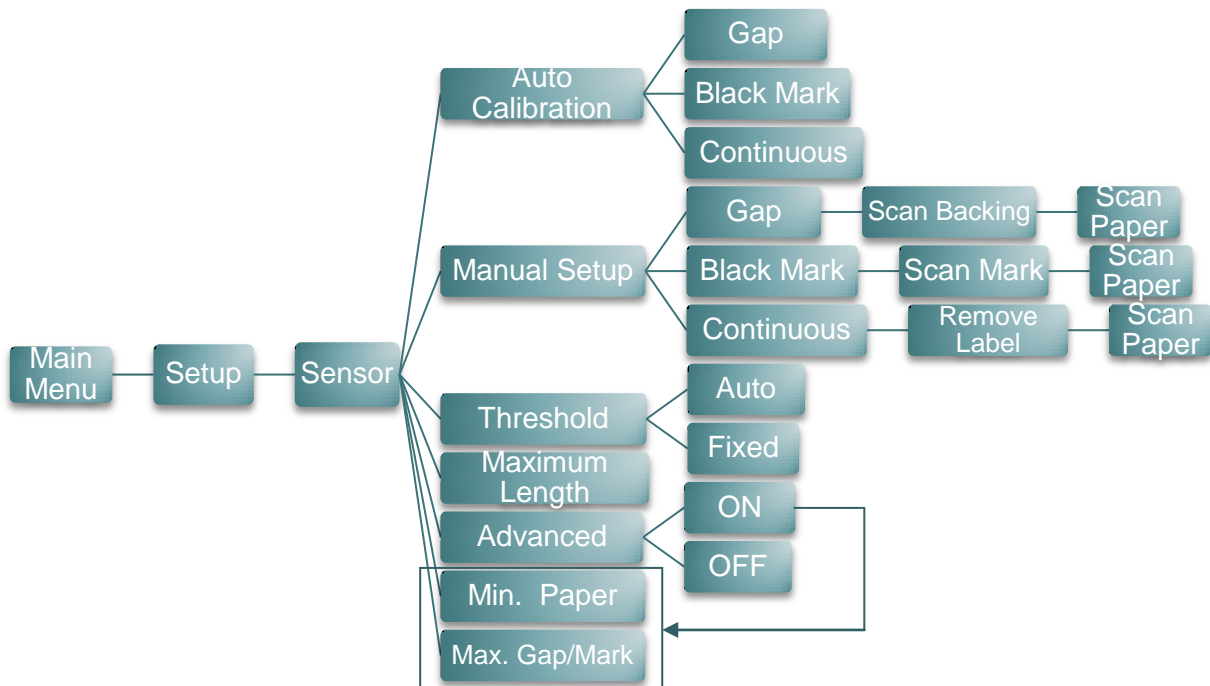 Main
Menu
Setup
Sensor
Auto
Calibration
Gap
Black Mark
Continuous
Manual Setup
Gap
Scan Backing
Scan
Paper
Black Mark
Scan Mark
Scan
Paper
Continuous
Remove
Label
Scan
Paper
Threshold
Auto
Fixed
Maximum
Length
Advanced
ON
OFF
Min. Paper
Max. Gap/Mark